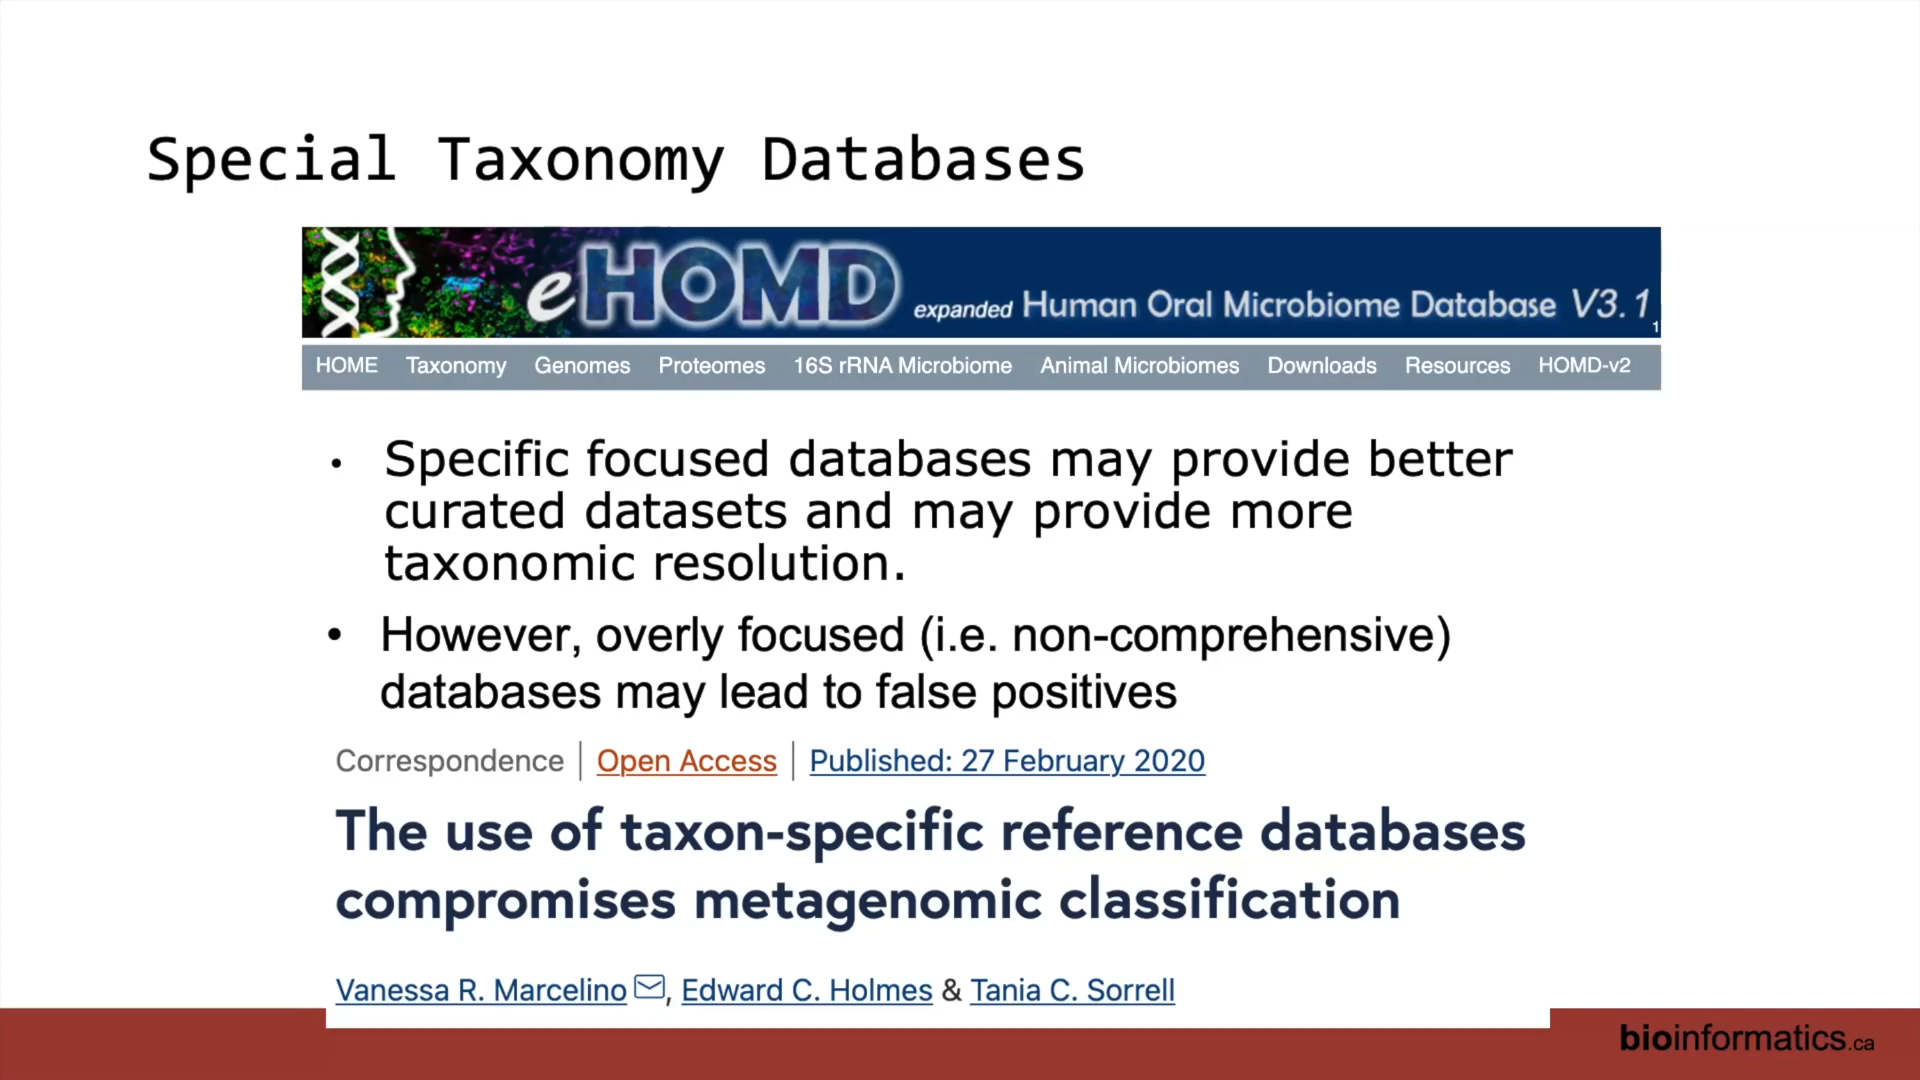 Special Taxonomy Databases
eHOMD expanded Human Oral Microbiome Database V3.1
1
HOME Taxonomy Genomes Proteomes 16S rRNA Microbiome Animal Microbiomes Downloads Resources HOMD-v2
• Specific focused databases may provide better
curated datasets and may provide more
taxonomic resolution.
• However, overly focused (i.e. non-comprehensive)
databases may lead to false positives
Correspondence | Open Access | Published: 27 February 2020
The use of taxon-specific reference databases
compromises metagenomic classification
Vanessa R. Marcelino, Edward C. Holmes & Tania C. Sorrell
bioinformatics.ca